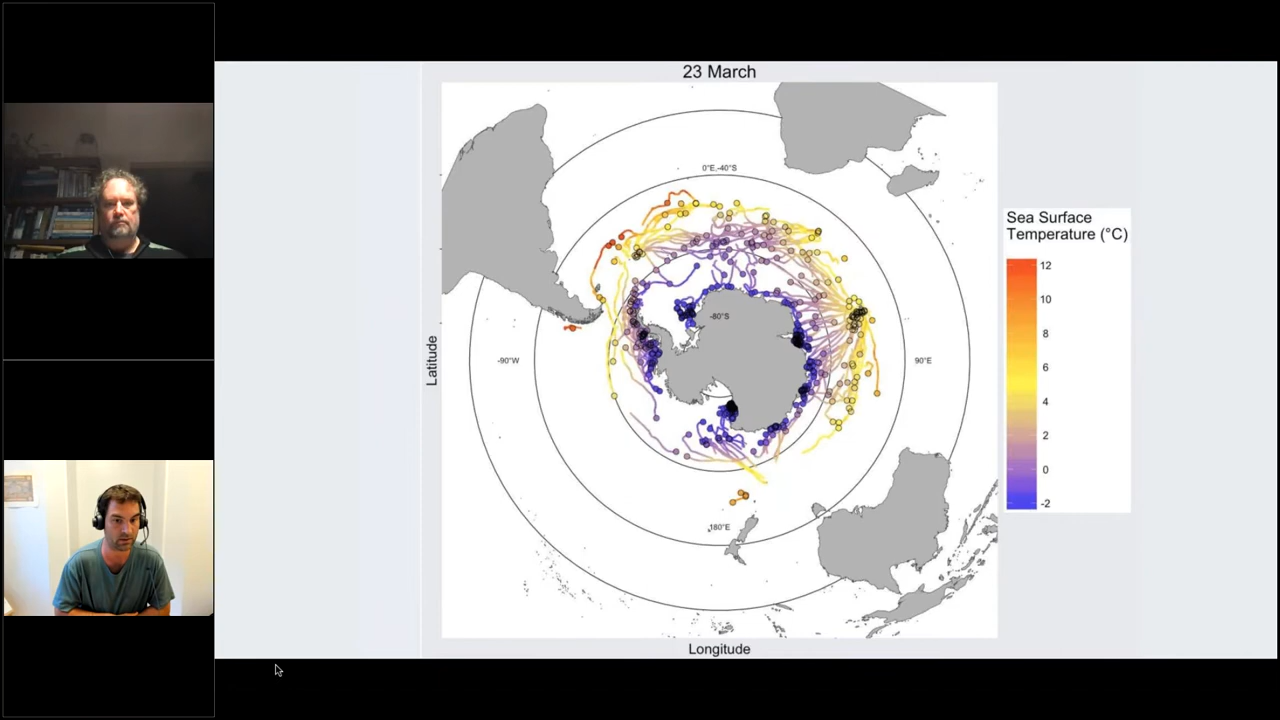 23 March
0°E,-40°S
Sea Surface
Temperature (°C)
12
10
8
6
4
2
0
-2
-80°S
-90°W
90°E
180°E
Latitude
Longitude